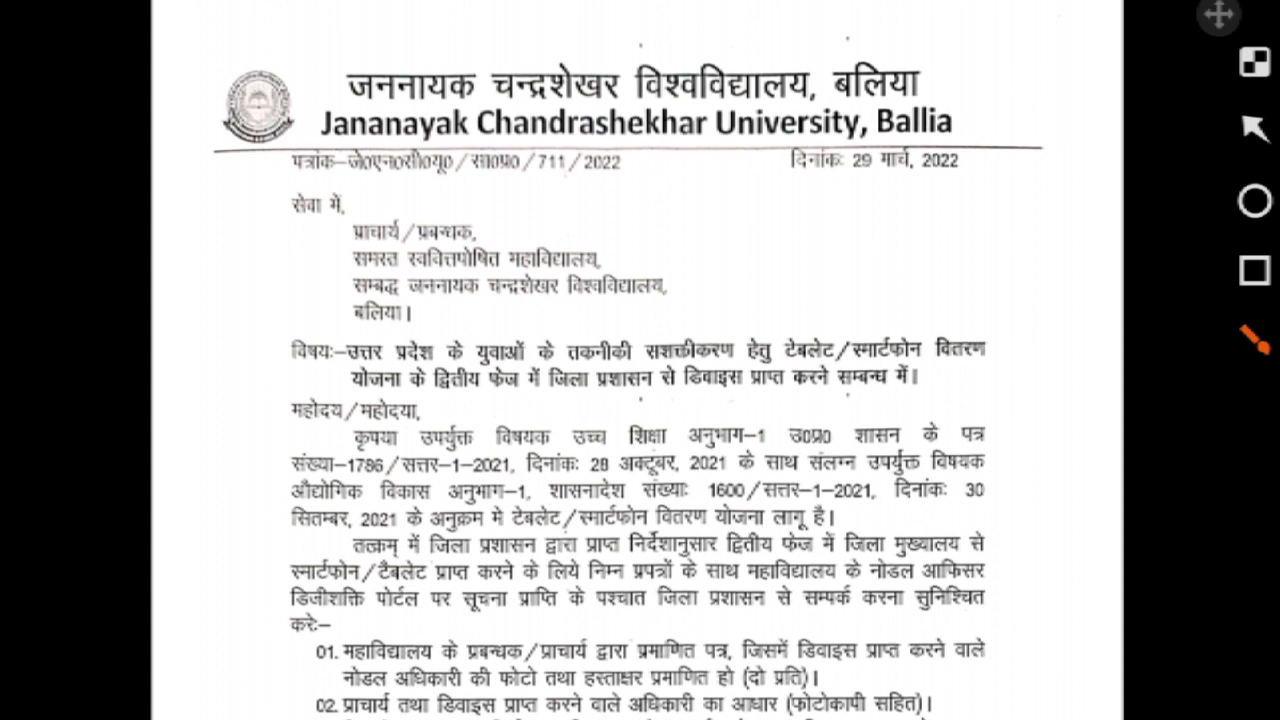 जननायक चन्द्रशेखर विश्वविद्यालय, बलिया
Jananayak Chandrashekhar University, Ballia
पत्रांक–जे0एन0सी0यू0/सा0प्र0/711/2022 दिनांकः 29 मार्च, 2022
सेवा में,
प्राचार्य/प्रबन्धक,
समस्त स्ववित्तपोषित महाविद्यालय,
सम्बद्ध जननायक चन्द्रशेखर विश्वविद्यालय,
बलिया।
विषयः–उत्तर प्रदेश के युवाओं के तकनीकी सशक्तीकरण हेतु टेबलेट/स्मार्टफोन वितरण
योजना के द्वितीय फेज में जिला प्रशासन से डिवाइस प्राप्त करने सम्बन्ध में।
महोदय/महोदया,
कृपया उपर्युक्त विषयक उच्च शिक्षा अनुभाग–1 उ0प्र0 शासन के पत्र
संख्या–1786/सत्तर–1–2021, दिनांकः 28 अक्टूबर, 2021 के साथ संलग्न उपर्युक्त विषयक
औद्योगिक विकास अनुभाग–1, शासनादेश संख्याः 1600/सत्तर–1–2021, दिनांकः 30
सितम्बर, 2021 के अनुक्रम मे टेबलेट/स्मार्टफोन वितरण योजना लागू है।
तत्क्रम् में जिला प्रशासन द्वारा प्राप्त निर्देशानुसार द्वितीय फेज में जिला मुख्यालय से
स्मार्टफोन/टैबलेट प्राप्त करने के लिये निम्न प्रपत्रों के साथ महाविद्यालय के नोडल आफिसर
डिजीशक्ति पोर्टल पर सूचना प्राप्ति के पश्चात जिला प्रशासन से सम्पर्क करना सुनिश्चित
करेः–
01. महाविद्यालय के प्रबन्धक/प्राचार्य द्वारा प्रमाणित पत्र, जिसमें डिवाइस प्राप्त करने वाले
नोडल अधिकारी की फोटो तथा हस्ताक्षर प्रमाणित हो (दो प्रति)।
02. प्राचार्य तथा डिवाइस प्राप्त करने वाले अधिकारी का आधार (फोटोकापी सहित)।